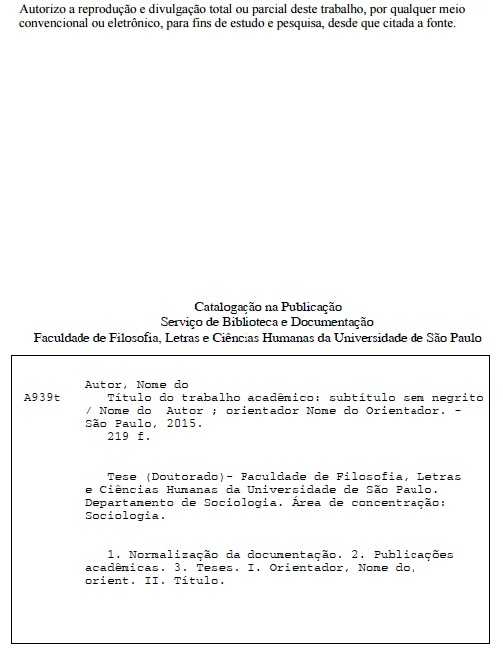 Autorizo a reprodução e divulgação total ou parcial deste trabalho, por qualquer meio
convencional ou eletrônico, para fins de estudo e pesquisa, desde que citada a fonte.
Catalogação na Publicação
Serviço de Biblioteca e Documentação
Faculdade de Filosofia, Letras e Ciências Humanas da Universidade de São Paulo
Autor, Nome do
A939t Título do trabalho acadêmico: subtítulo sem negrito
/ Nome do Autor ; orientador Nome do Orientador. -
São Paulo, 2015.
219 f.
Tese (Doutorado)- Faculdade de Filosofia, Letras
e Ciências Humanas da Universidade de São Paulo.
Departamento de Sociologia. Área de concentração:
Sociologia.
1. Normalização da documentação. 2. Publicações
acadêmicas. 3. Teses. I. Orientador, Nome do,
orient. II. Título.